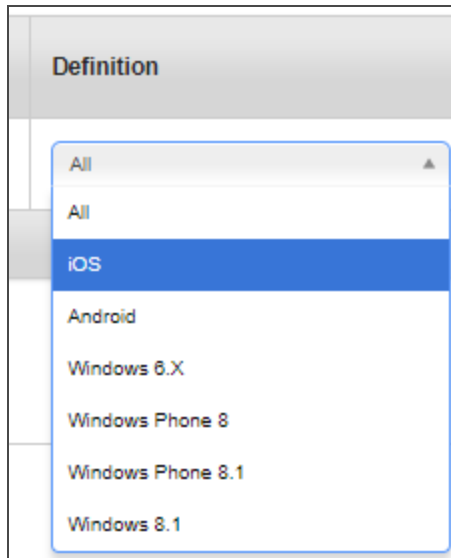 Definition
All
All
iOS
Android
Windows 6.X
Windows Phone 8
Windows Phone 8.1
Windows 8.1